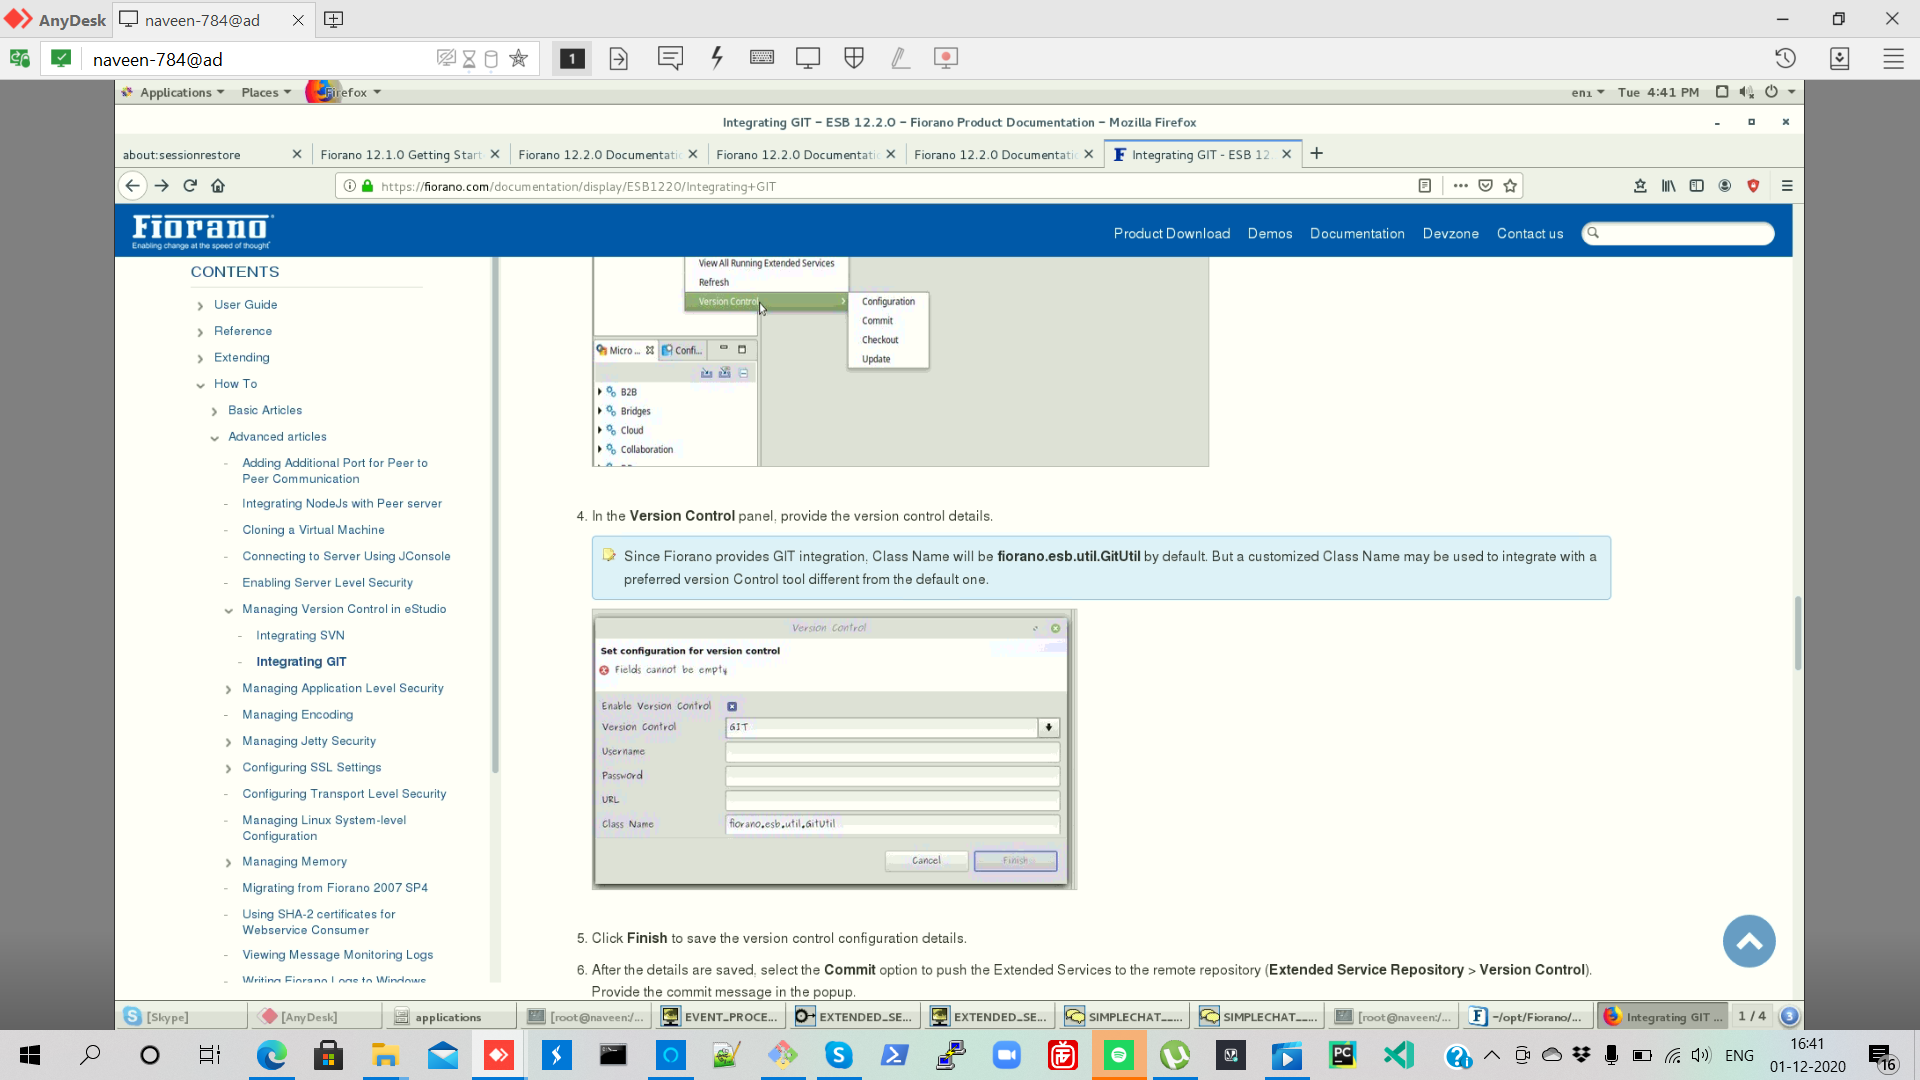 AnyDesk
naveen-784@ad
naveen-784@ad
1
Applications
Places
Firefox
en1
Tue 4:41 PM
Integrating GIT – ESB 12.2.0 – Fiorano Product Documentation – Mozilla Firefox
about:sessionrestore
Fiorano 12.1.0 Getting Start
Fiorano 12.2.0 Documentatic
Fiorano 12.2.0 Documentatic
Fiorano 12.2.0 Documentatic
Integrating GIT - ESB 12.
https://fiorano.com/documentation/display/ESB1220/Integrating+GIT
Fiorano
Enabling change at the speed of thought
Product Download
Demos
Documentation
Devzone
Contact us
CONTENTS
User Guide
Reference
Extending
How To
Basic Articles
Advanced articles
Adding Additional Port for Peer to
Peer Communication
Integrating NodeJs with Peer server
Cloning a Virtual Machine
Connecting to Server Using JConsole
Enabling Server Level Security
Managing Version Control in eStudio
Integrating SVN
Integrating GIT
Managing Application Level Security
Managing Encoding
Managing Jetty Security
Configuring SSL Settings
Configuring Transport Level Security
Managing Linux System-level
Configuration
Managing Memory
Migrating from Fiorano 2007 SP4
Using SHA-2 certificates for
Webservice Consumer
Viewing Message Monitoring Logs
Writing Fiorano Logs to Windows
View All Running Extended Services
Refresh
Version Control
Configuration
Commit
Checkout
Update
Micro ...
Confi...
B2B
Bridges
Cloud
Collaboration
4. In the Version Control panel, provide the version control details.
Since Fiorano provides GIT integration, Class Name will be fiorano.esb.util.GitUtil by default. But a customized Class Name may be used to integrate with a
preferred version Control tool different from the default one.
Version Control
Set configuration for version control
Fields cannot be empty
Enable Version Control
Version Control
GIT
Username
Password
URL
Class Name
fiorano.esb.util.GitUtil
Cancel
Finish
5. Click Finish to save the version control configuration details.
6. After the details are saved, select the Commit option to push the Extended Services to the remote repository (Extended Service Repository > Version Control).
Provide the commit message in the popup.
[Skype]
[AnyDesk]
applications
[root@naveen:/...
EVENT_PROCE...
EXTENDED_SE...
EXTENDED_SE...
SIMPLECHAT__...
SIMPLECHAT__...
[root@naveen:/...
~/opt/Fiorano/...
Integrating GIT ...
1 / 4
3
ENG
16:41
01-12-2020
16